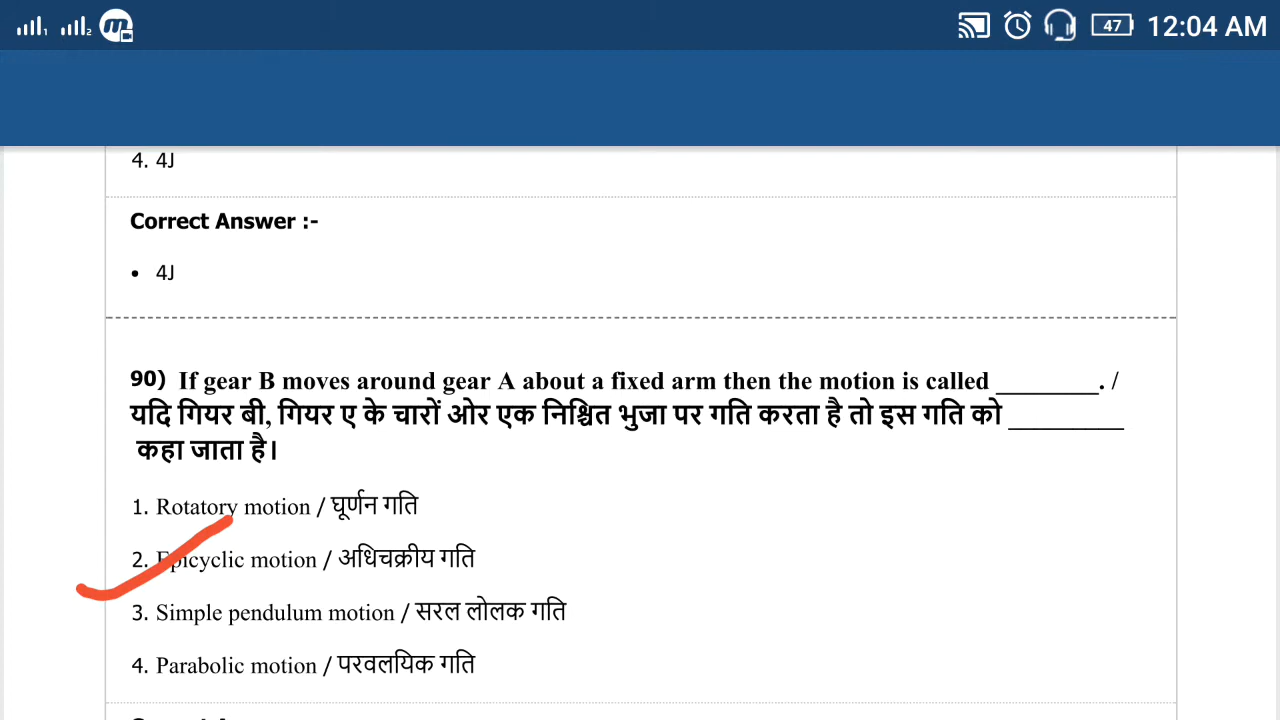 47 12:04 AM
4. 4J
Correct Answer :-
• 4J
90) If gear B moves around gear A about a fixed arm then the motion is called ________. /
यदि गियर बी, गियर ए के चारों ओर एक निश्चित भुजा पर गति करता है तो इस गति को _________
कहा जाता है।
1. Rotatory motion / घूर्णन गति
2. Epicyclic motion / अधिचक्रीय गति
3. Simple pendulum motion / सरल लोलक गति
4. Parabolic motion / परवलयिक गति